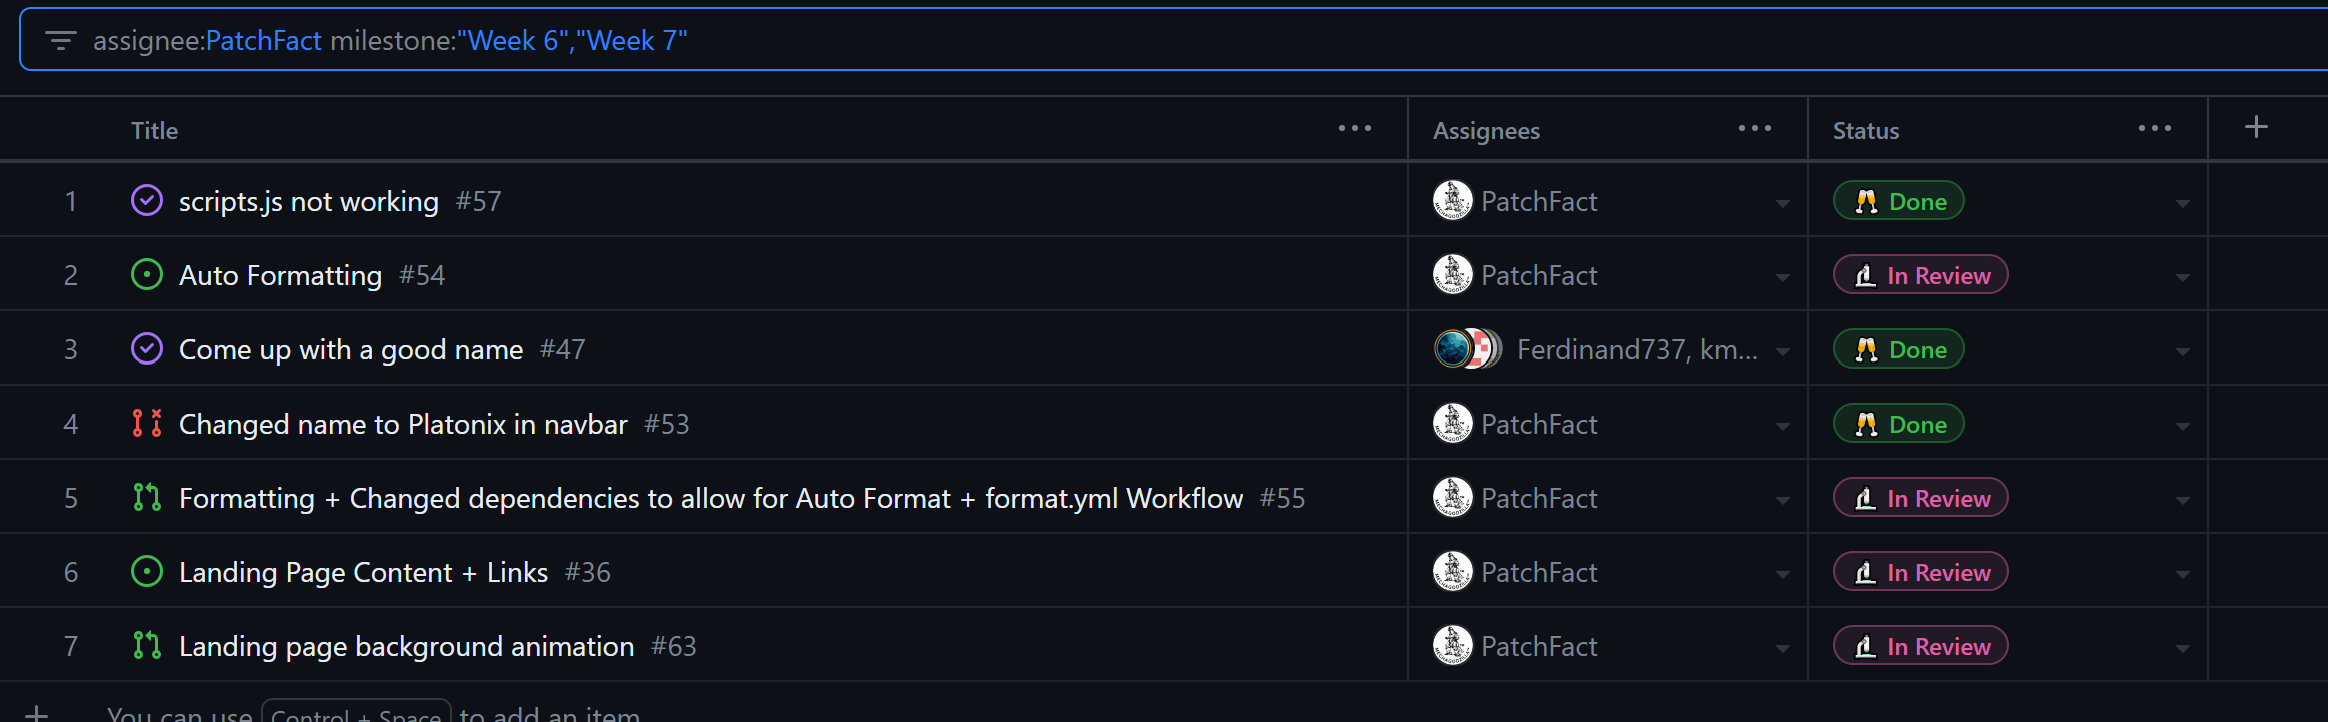 assignee:PatchFact milestone:"Week 6","Week 7"
Title Assignees Status
1 scripts.js not working #57 PatchFact Done
2 Auto Formatting #54 PatchFact In Review
3 Come up with a good name #47 Ferdinand737, km... Done
4 Changed name to Platonix in navbar #53 PatchFact Done
5 Formatting + Changed dependencies to allow for Auto Format + format.yml Workflow #55 PatchFact In Review
6 Landing Page Content + Links #36 PatchFact In Review
7 Landing page background animation #63 PatchFact In Review
You can use Control + Space to add an item